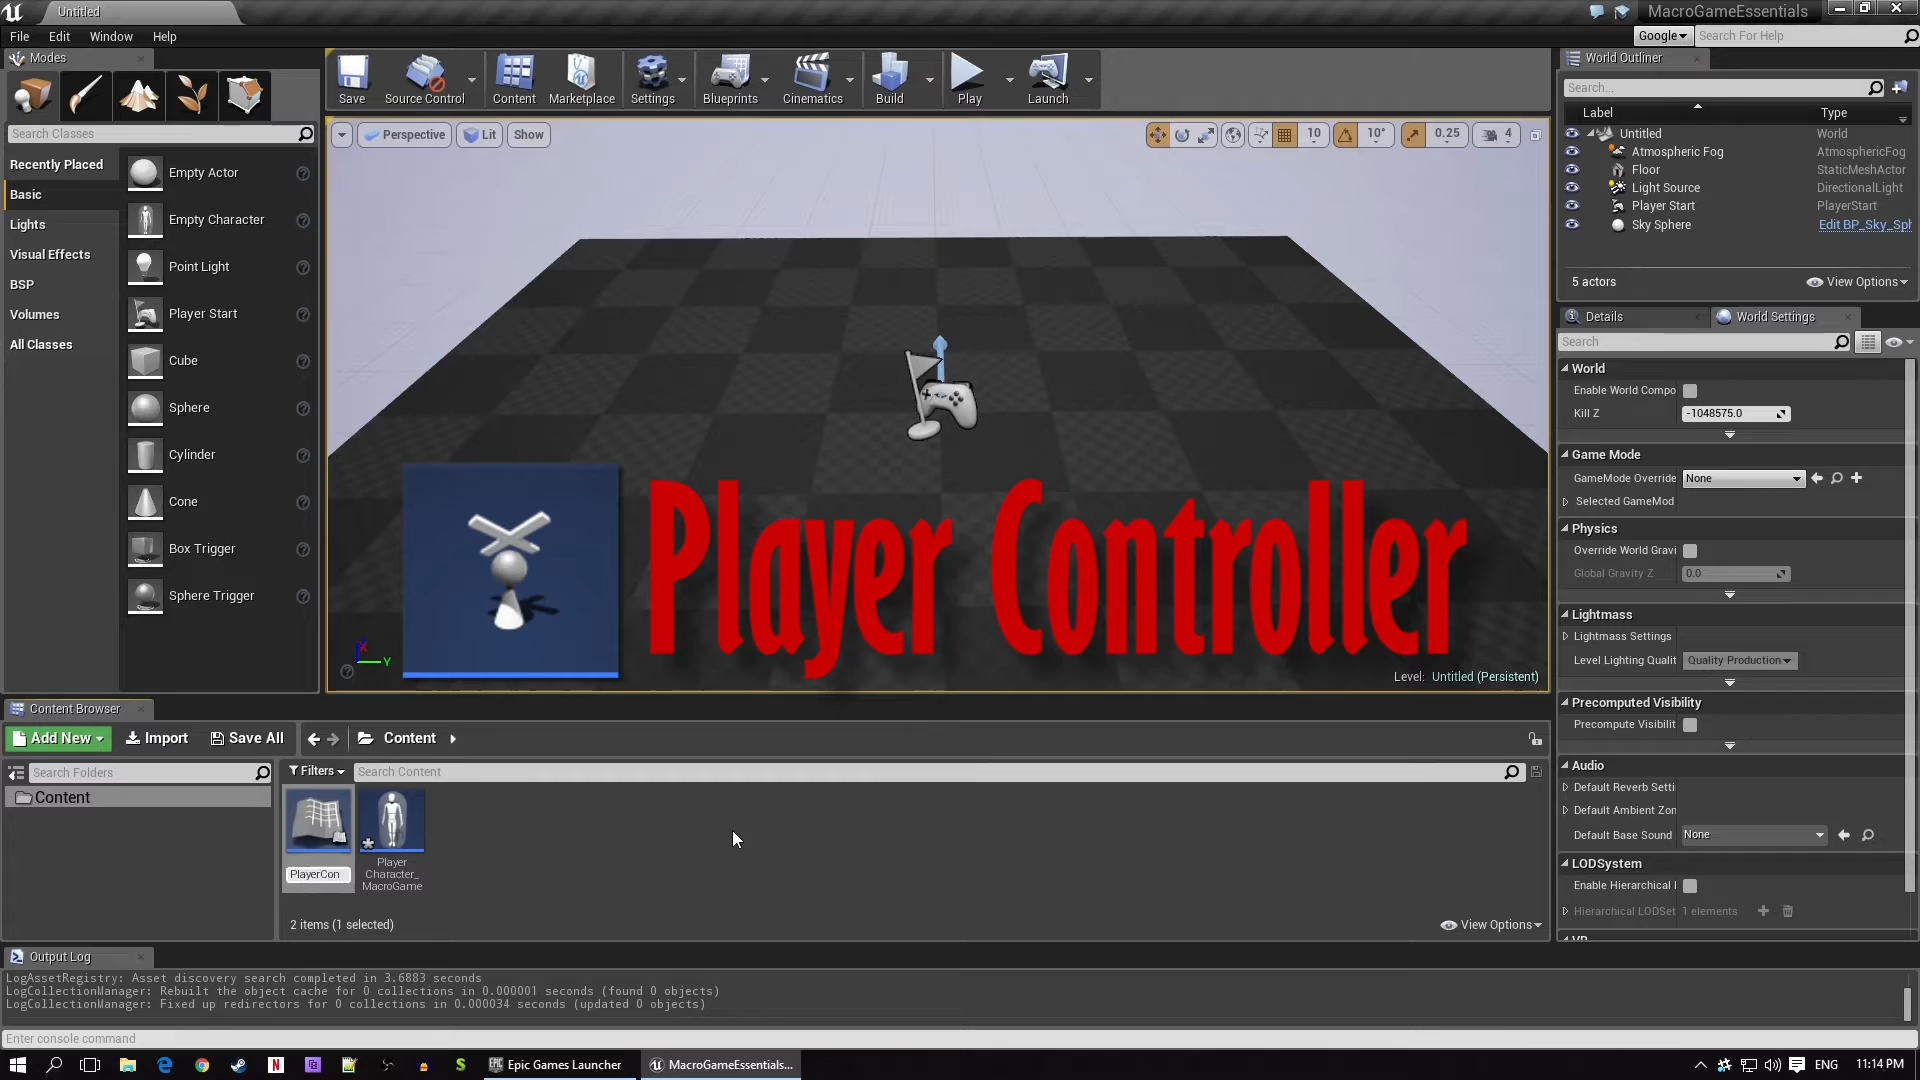 Untitled
MacroGameEssentials
File Edit Window Help
Google
Search For Help
Modes
Search Classes
Recently Placed
Basic
Lights
Visual Effects
BSP
Volumes
All Classes
Empty Actor
Empty Character
Point Light
Player Start
Cube
Sphere
Cylinder
Cone
Box Trigger
Sphere Trigger
Save
Source Control
Content
Marketplace
Settings
Blueprints
Cinematics
Build
Play
Launch
Perspective
Lit
Show
10
10°
0.25
4
Player Controller
X
Y
Level: Untitled (Persistent)
World Outliner
Search...
Label Type
Untitled World
Atmospheric Fog AtmosphericFog
Floor StaticMeshActor
Light Source DirectionalLight
Player Start PlayerStart
Sky Sphere Edit BP_Sky_Sph
5 actors
View Options
Details
World Settings
Search
World
Enable World Compo
Kill Z -1048575.0
Game Mode
GameMode Override None
Selected GameMod
Physics
Override World Gravi
Global Gravity Z 0.0
Lightmass
Lightmass Settings
Level Lighting Qualit Quality Production
Precomputed Visibility
Precompute Visibilit
Audio
Default Reverb Setti
Default Ambient Zon
Default Base Sound None
LODSystem
Enable Hierarchical
Hierarchical LODSet 1 elements
VR
Content Browser
Add New
Import
Save All
Content
Search Folders
Content
Filters
Search Content
PlayerCon
Player
Character_
MacroGame
2 items (1 selected)
View Options
Output Log
LogAssetRegistry: Asset discovery search completed in 3.6883 seconds
LogCollectionManager: Rebuilt the object cache for 0 collections in 0.000001 seconds (found 0 objects)
LogCollectionManager: Fixed up redirectors for 0 collections in 0.000034 seconds (updated 0 objects)
Enter console command
Epic Games Launcher
MacroGameEssentials...
ENG
11:14 PM